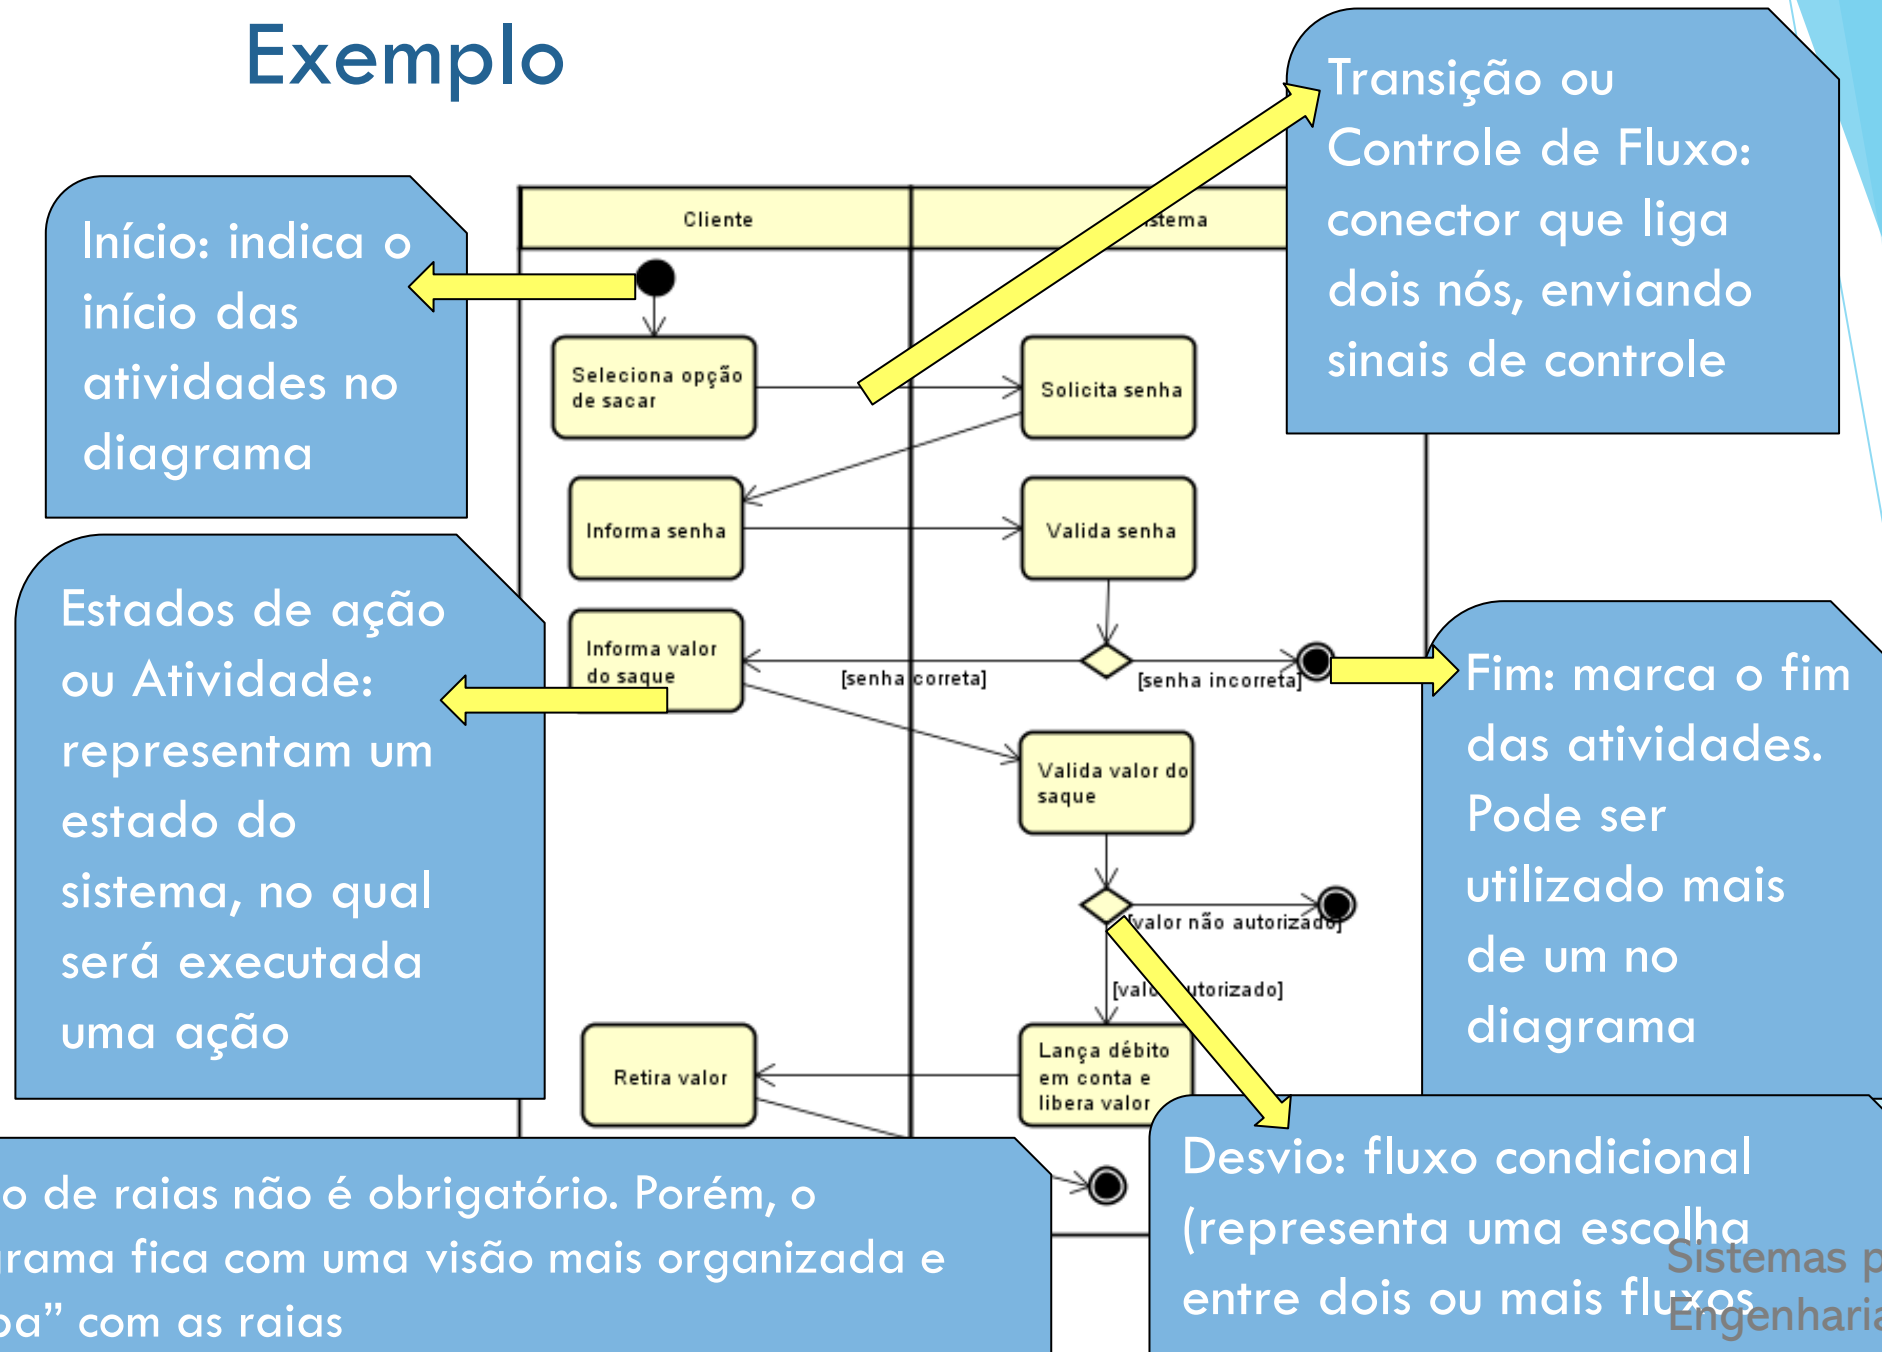 Exemplo
Transição ou
Controle de Fluxo:
conector que liga
dois nós, enviando
sinais de controle
Início: indica o
início das
atividades no
diagrama
Cliente
stema
Seleciona opção
de sacar
Solicita senha
Informa senha
Valida senha
Estados de ação
ou Atividade:
representam um
estado do
sistema, no qual
será executada
uma ação
Informa valor
do saque
[senha correta]
[senha incorreta]
Fim: marca o fim
das atividades.
Pode ser
utilizado mais
de um no
diagrama
Valida valor do
saque
[valor não autorizado]
[valor autorizado]
Lança débito
em conta e
libera valor
Retira valor
o de raias não é obrigatório. Porém, o
grama fica com uma visão mais organizada e
pa” com as raias
Desvio: fluxo condicional
(representa uma escolha
entre dois ou mais fluxos
Sistemas p
Engenharia